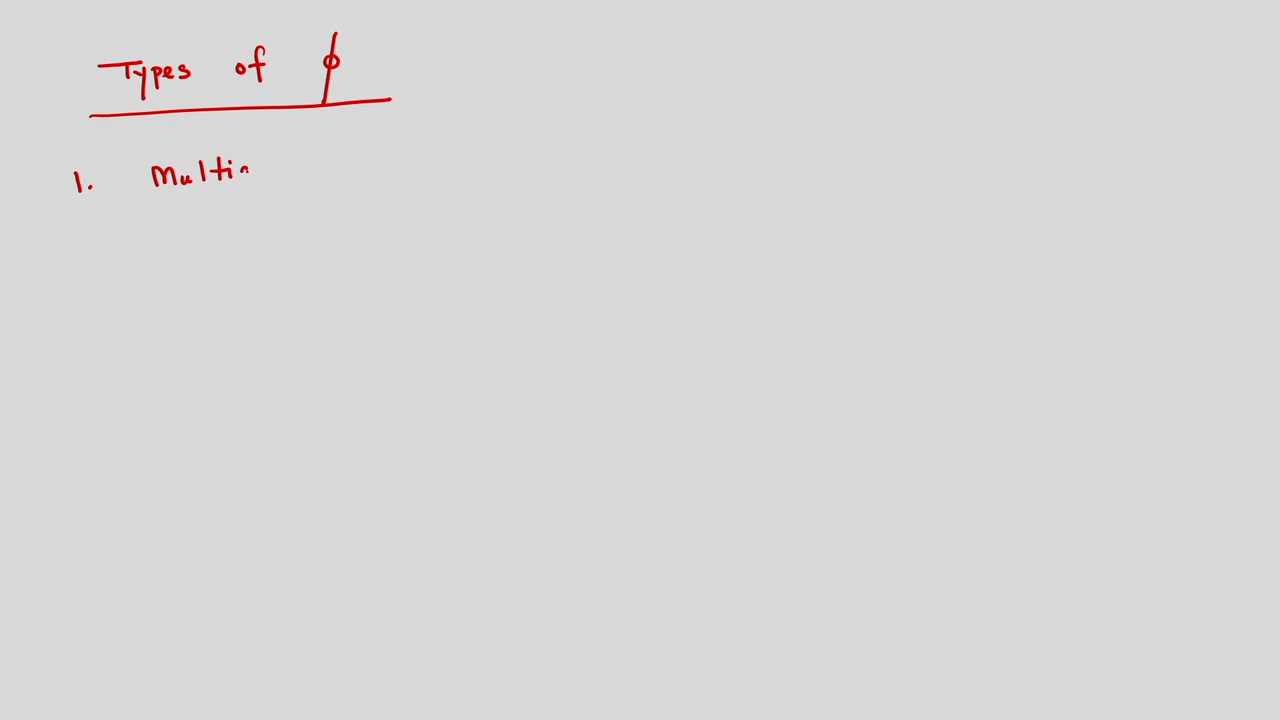 Types of ϕ
1. Multi